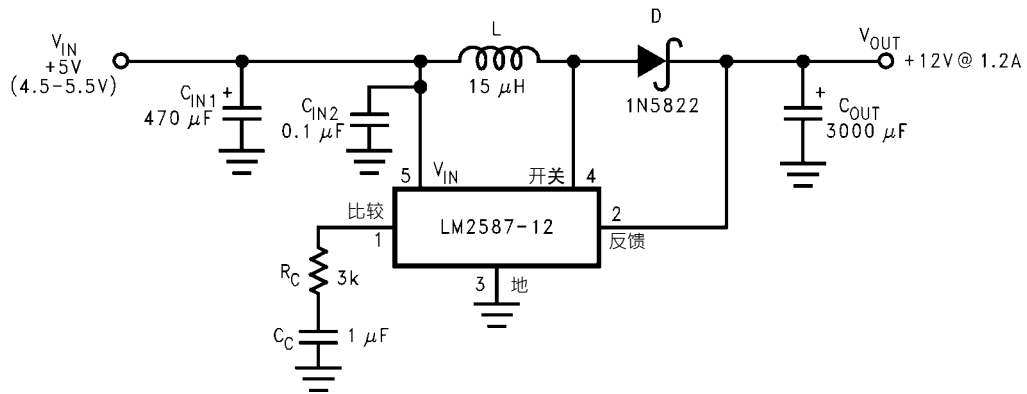 V_IN
+5V
(4.5-5.5V)
C_IN1 +
470 μF
C_IN2
0.1 μF
L
15 μH
D
1N5822
V_OUT
+12V@ 1.2A
+
C_OUT
3000 μF
5
V_IN
开关
4
比较
1
LM2587-12
2
反馈
3
地
R_C
3k
C_C
1 μF